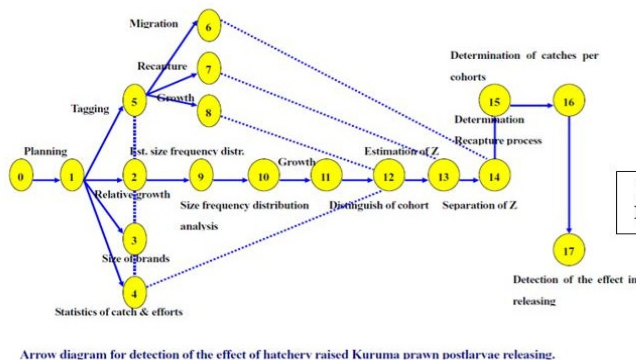 Migration
6
Determination of catches per
cohorts
Recapture
7
Growth
5
8
Tagging
15
16
Determination
Recapture process
Planning
Est. size frequency distr.
Growth
Estimation of Z
0
1
2
9
10
11
12
13
14
Relative growth
Size frequency distribution
analysis
Distinguish of cohort
Separation of Z
3
Size of brands
17
4
Detection of the effect in
releasing
Statistics of catch & efforts
Arrow diagram for detection of the effect of hatchery raised Kuruma prawn postlarvae releasing.